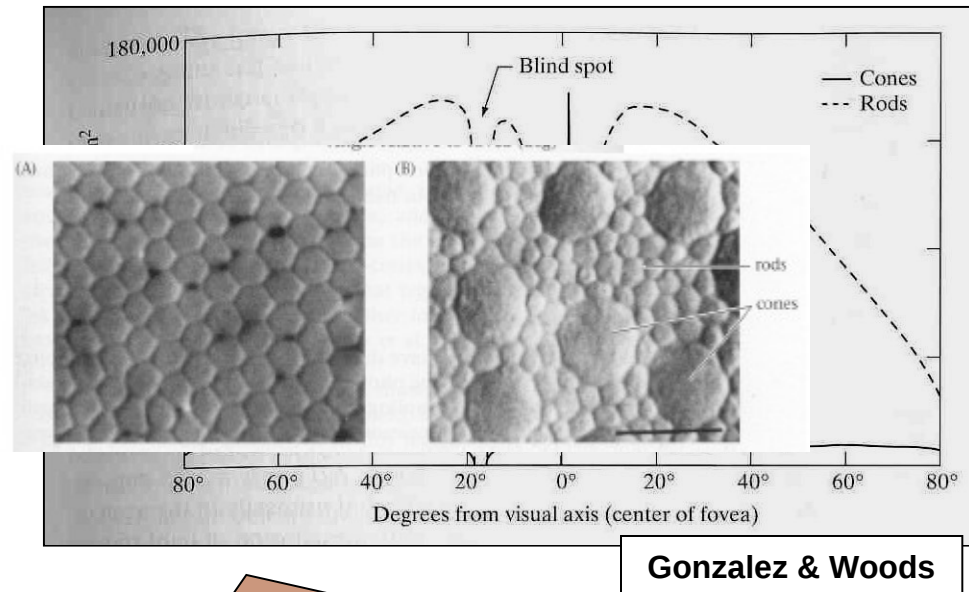 180,000
Blind spot
Cones
Rods
(A)
(B)
rods
cones
80° 60° 40° 20° 0° 20° 40° 60° 80°
Degrees from visual axis (center of fovea)
Gonzalez & Woods